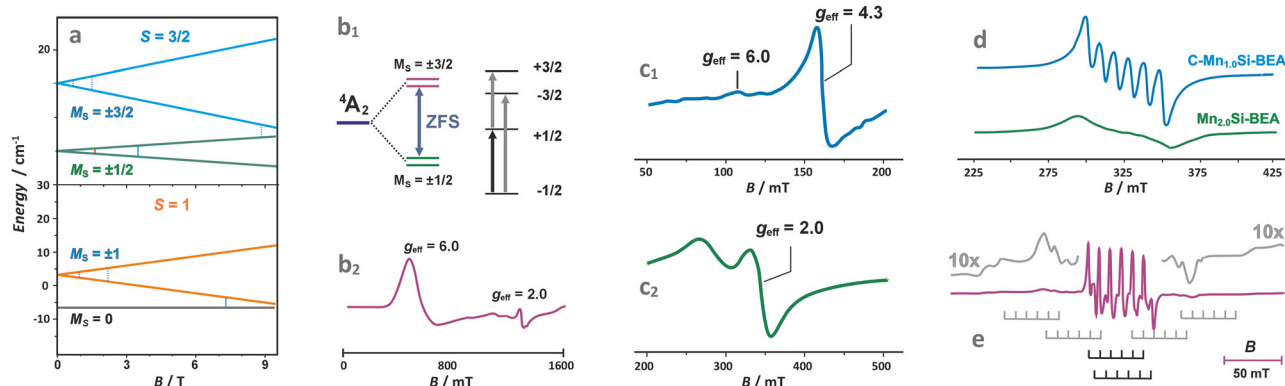 a
S = 3/2
20
M_S = ±3/2
M_S = ±1/2
30
S = 1
20
10
M_S = ±1
0
-10
M_S = 0
0
3
6
9
Energy / cm⁻¹
B / T
b₁
M_S = ±3/2
⁴A₂
ZFS
M_S = ±1/2
+3/2
-3/2
+1/2
-1/2
b₂
g_eff = 6.0
g_eff = 2.0
0
800
1600
B / mT
c₁
g_eff = 4.3
g_eff = 6.0
50
100
150
200
B / mT
c₂
g_eff = 2.0
200
300
400
500
B / mT
d
C-Mn₁.₀Si-BEA
Mn₂.₀Si-BEA
225
275
325
375
425
B / mT
10x
10x
e
B
50 mT